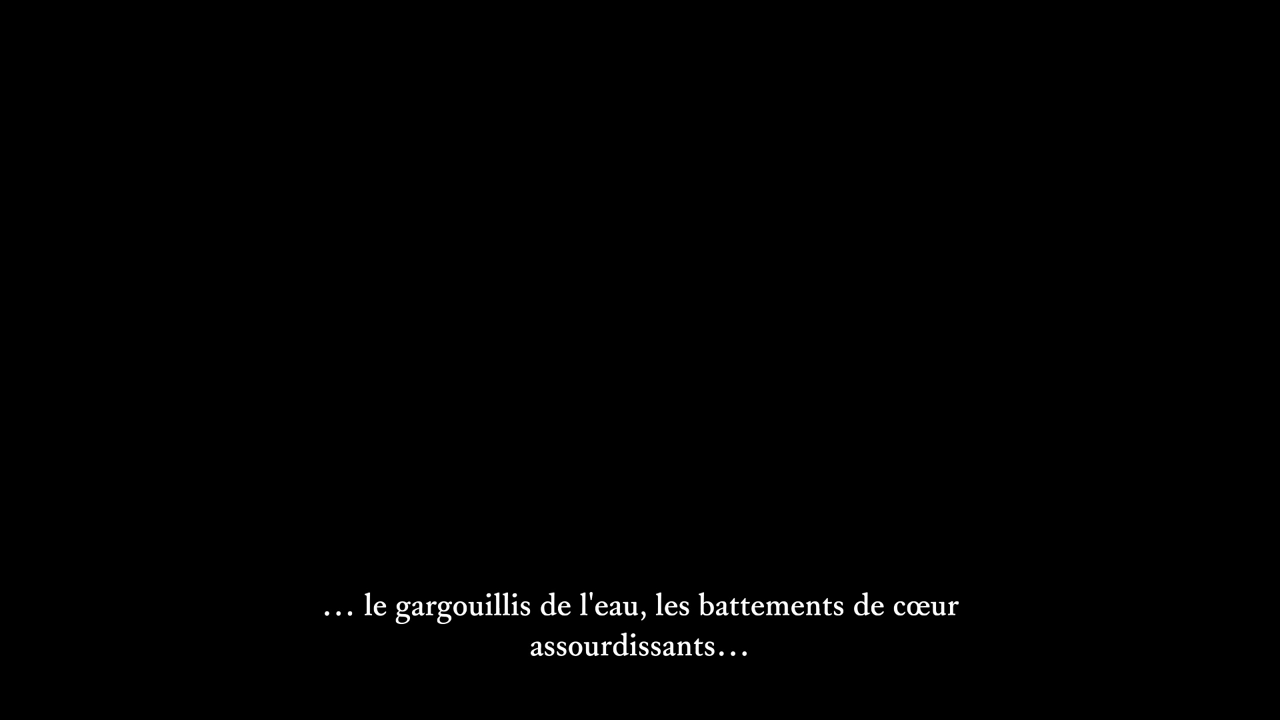 … le gargouillis de l'eau, les battements de cœur
assourdissants…